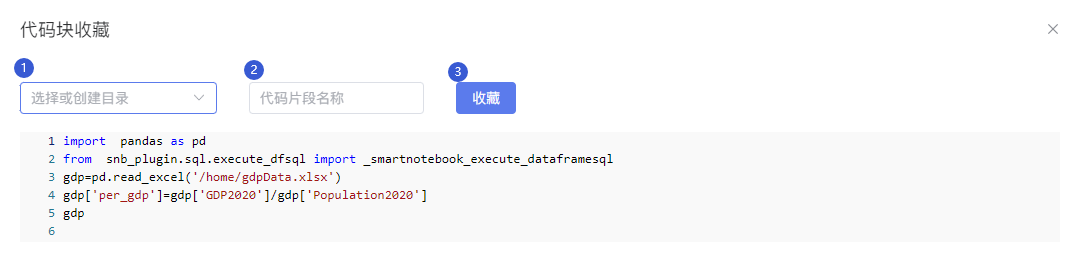 代码块收藏
1
2
3
选择或创建目录
代码片段名称
收藏
1 import  pandas as pd
2 from  snb_plugin.sql.execute_dfsql import _smartnotebook_execute_dataframesql
3 gdp=pd.read_excel('/home/gdpData.xlsx')
4 gdp['per_gdp']=gdp['GDP2020']/gdp['Population2020']
5 gdp
6